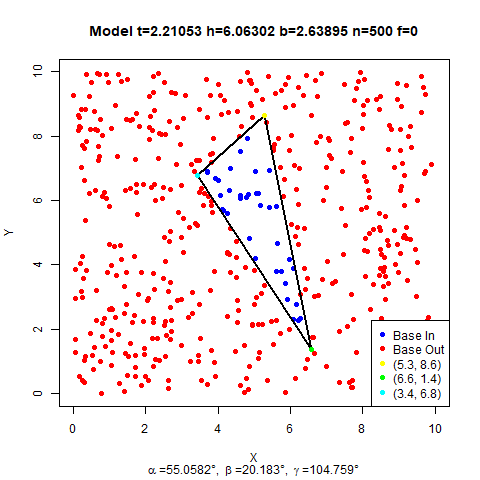 Model t=2.21053 h=6.06302 b=2.63895 n=500 f=0
10
8
6
4
2
0
Y
Base In
Base Out
(5.3, 8.6)
(6.6, 1.4)
(3.4, 6.8)
0 2 4 6 8 10
X
α=55.0582°, β=20.183°, γ=104.759°